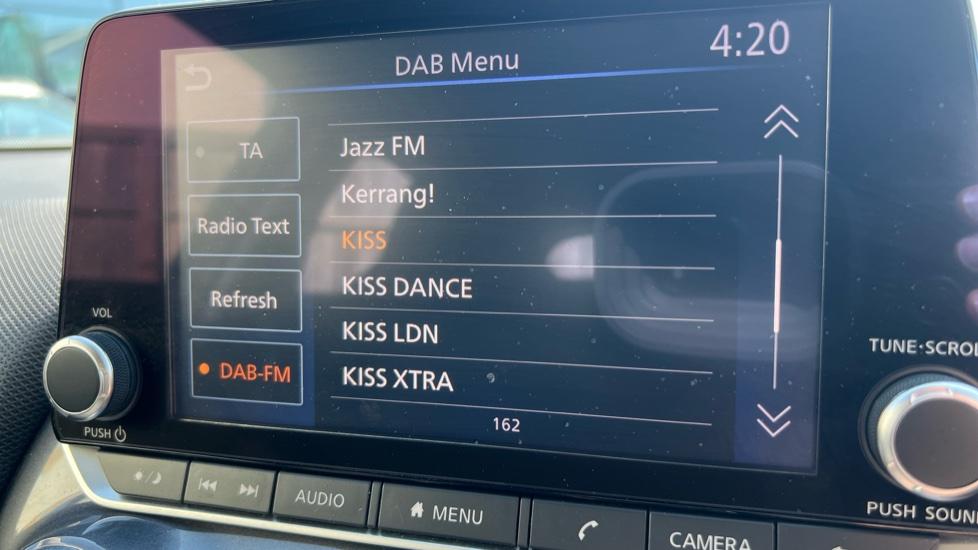 DAB Menu
4:20
TA
Radio Text
Refresh
DAB-FM
Jazz FM
Kerrang!
KISS
KISS DANCE
KISS LDN
KISS XTRA
162
VOL
PUSH
TUNE·SCROL
PUSH SOUN
AUDIO
MENU
CAMERA